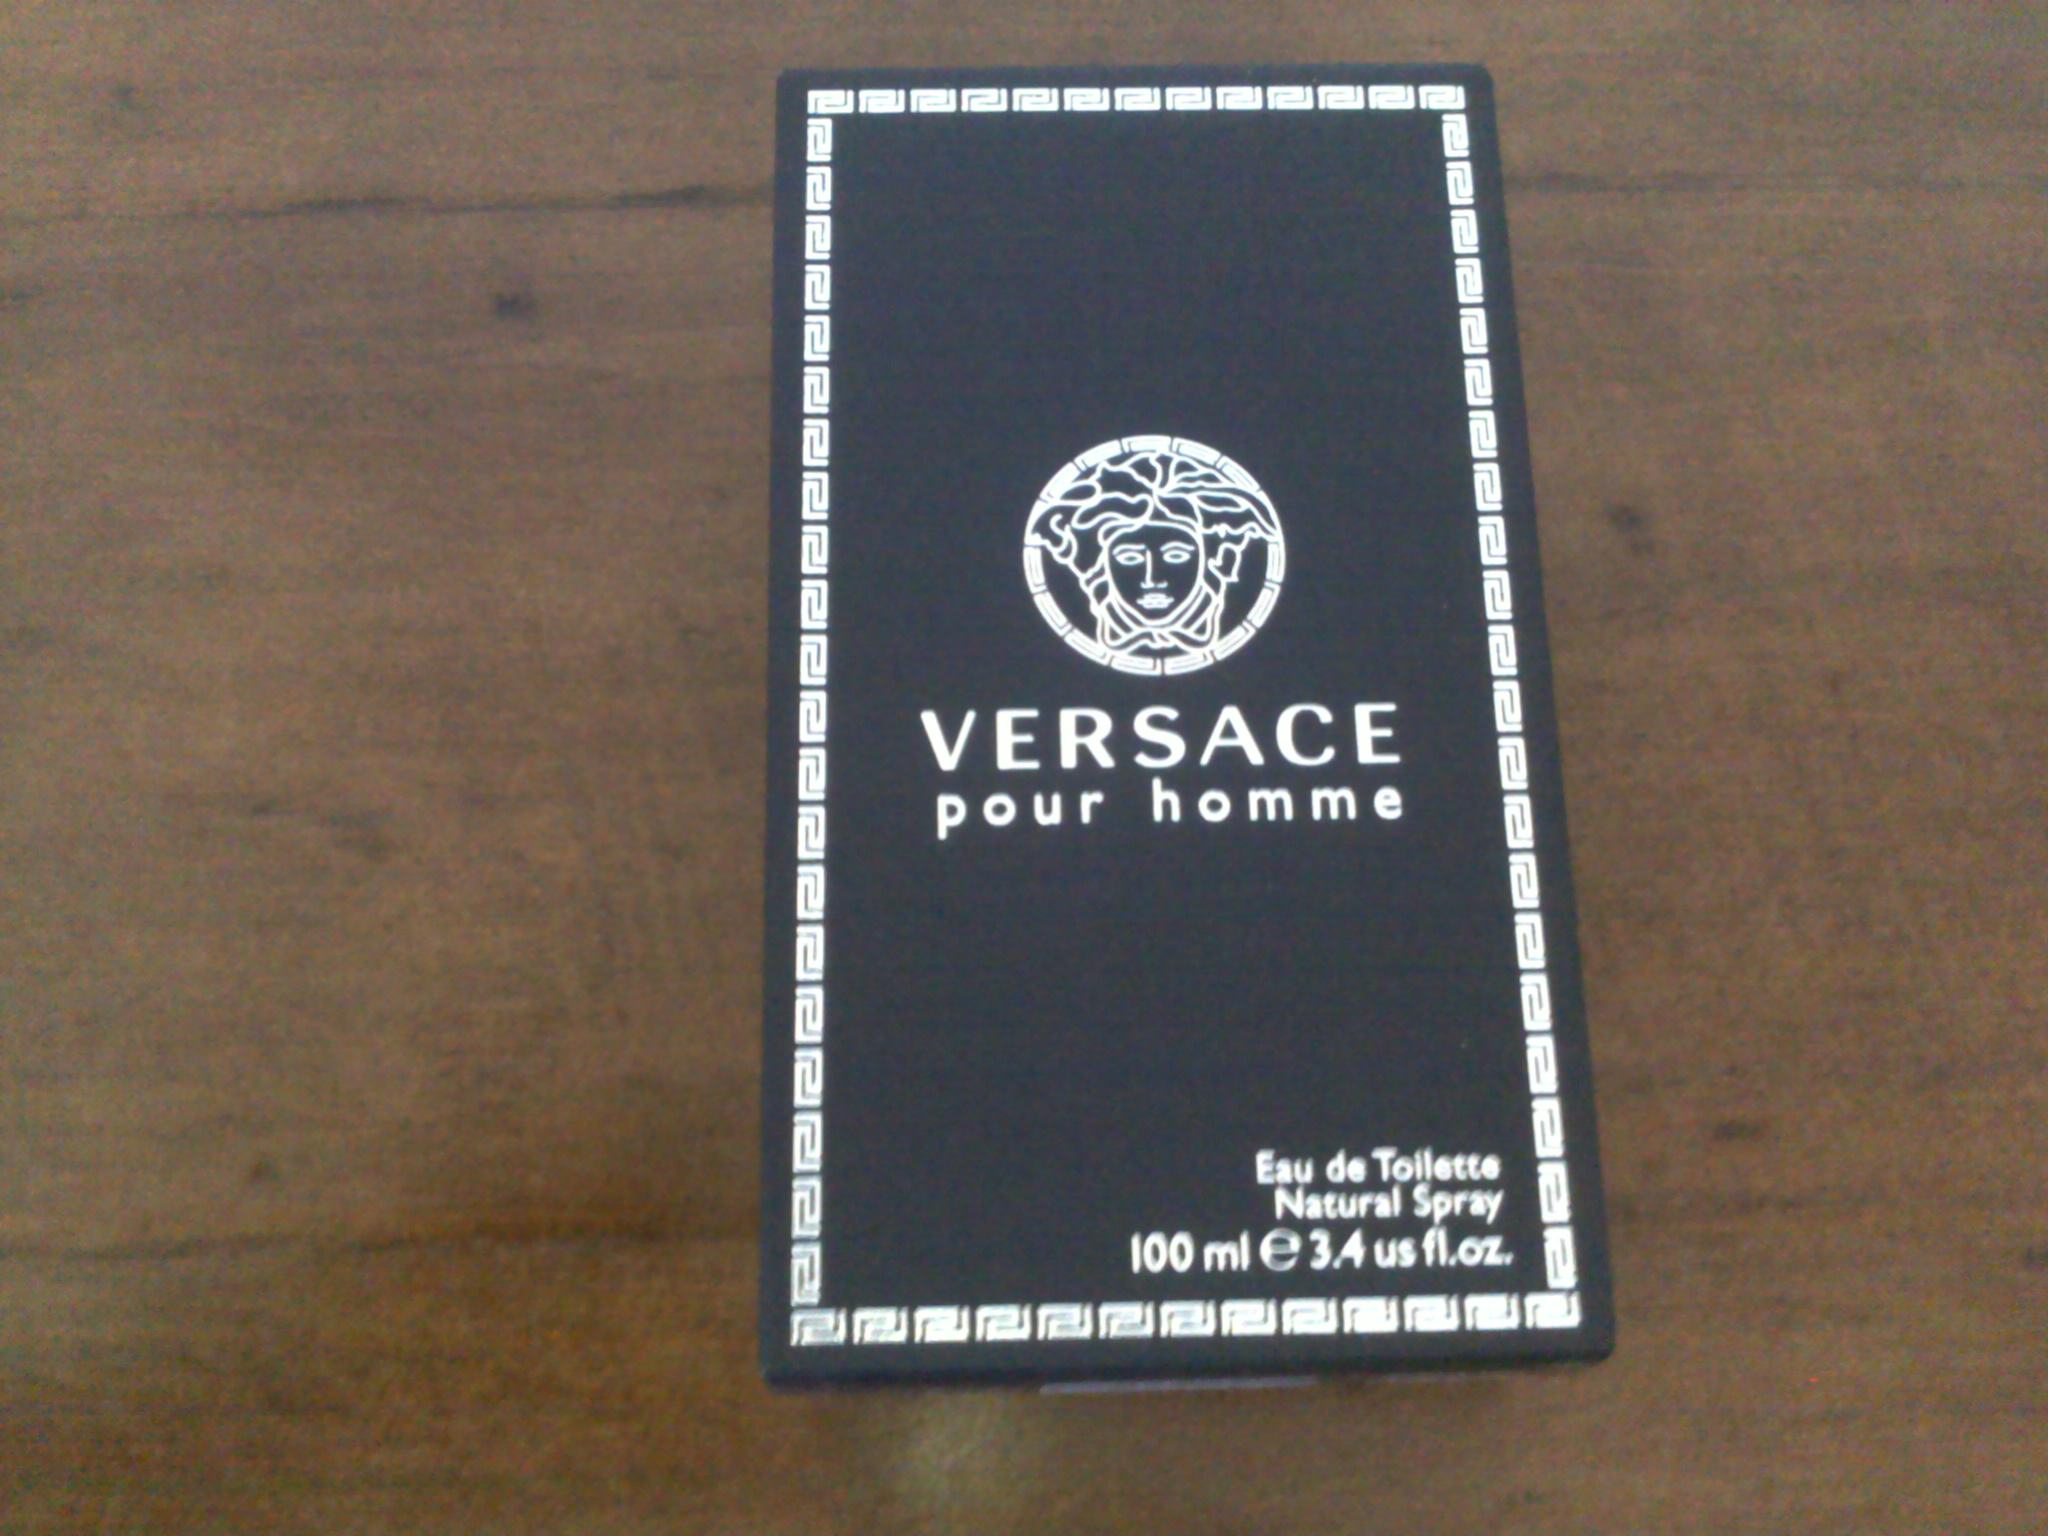 VERSACE
pour homme
Eau de Toilette
Natural Spray
100 ml ℮ 3.4 us fl.oz.